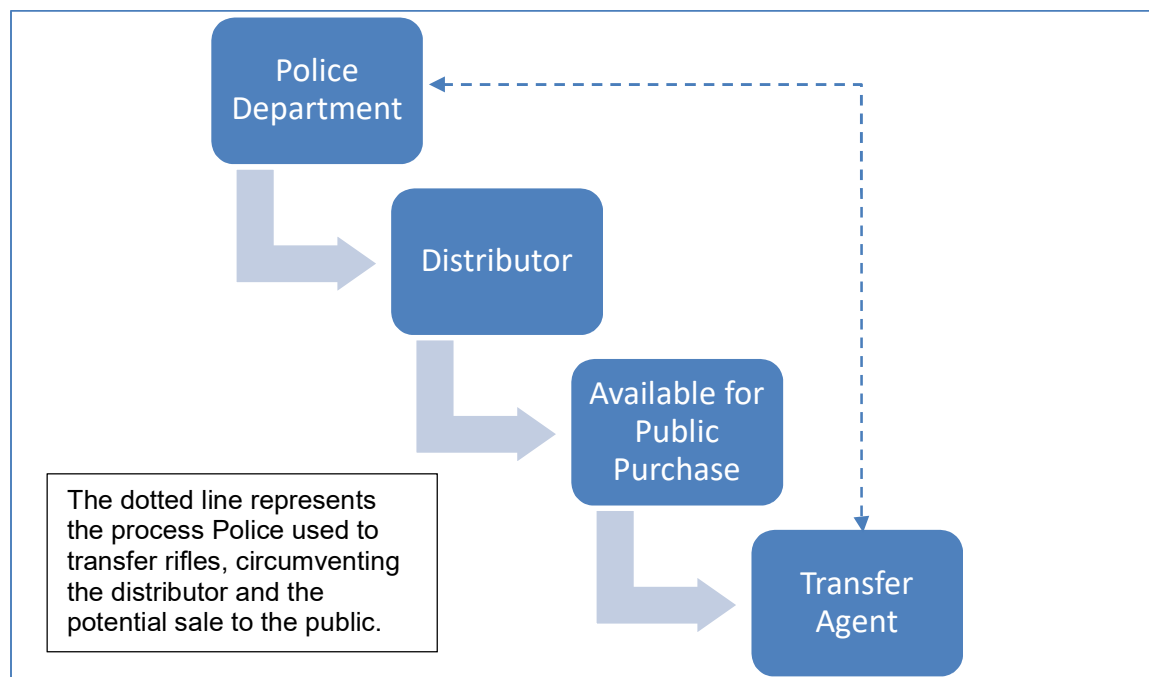 Police
Department
Distributor
Available for
Public
Purchase
The dotted line represents
the process Police used to
transfer rifles, circumventing
the distributor and the
potential sale to the public.
Transfer
Agent